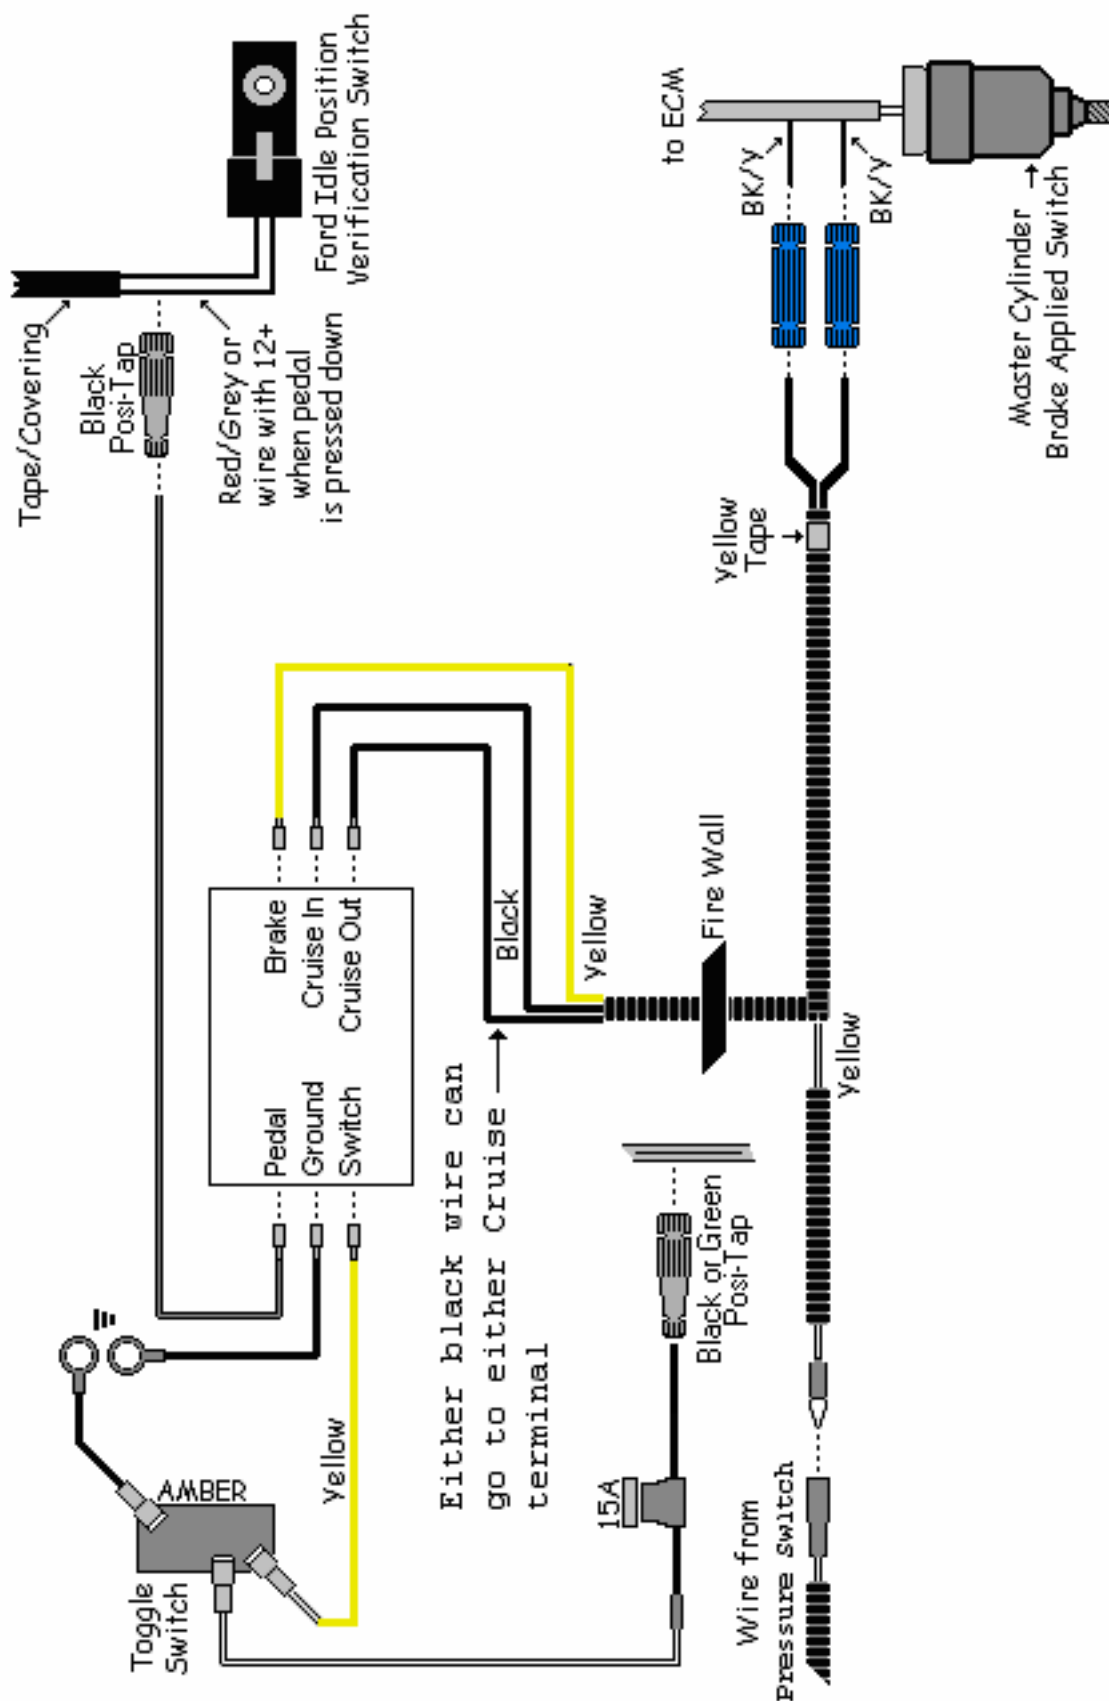 Toggle
Switch
AMBER
Yellow
Pedal
Ground
Switch
Brake
Cruise In
Cruise Out
Tape/Covering
Black
Posi-Tap
Red/Grey or
wire with 12+
when pedal
is pressed down
Ford Idle Position
Verification Switch
Either black wire can
go to either Cruise
terminal
Black
Yellow
15A
Black or Green
Posi-Tap
Fire Wall
Yellow
Tape
to ECM
BK/Y
BK/Y
Wire from
Pressure Switch
Yellow
Master Cylinder
Brake Applied Switch